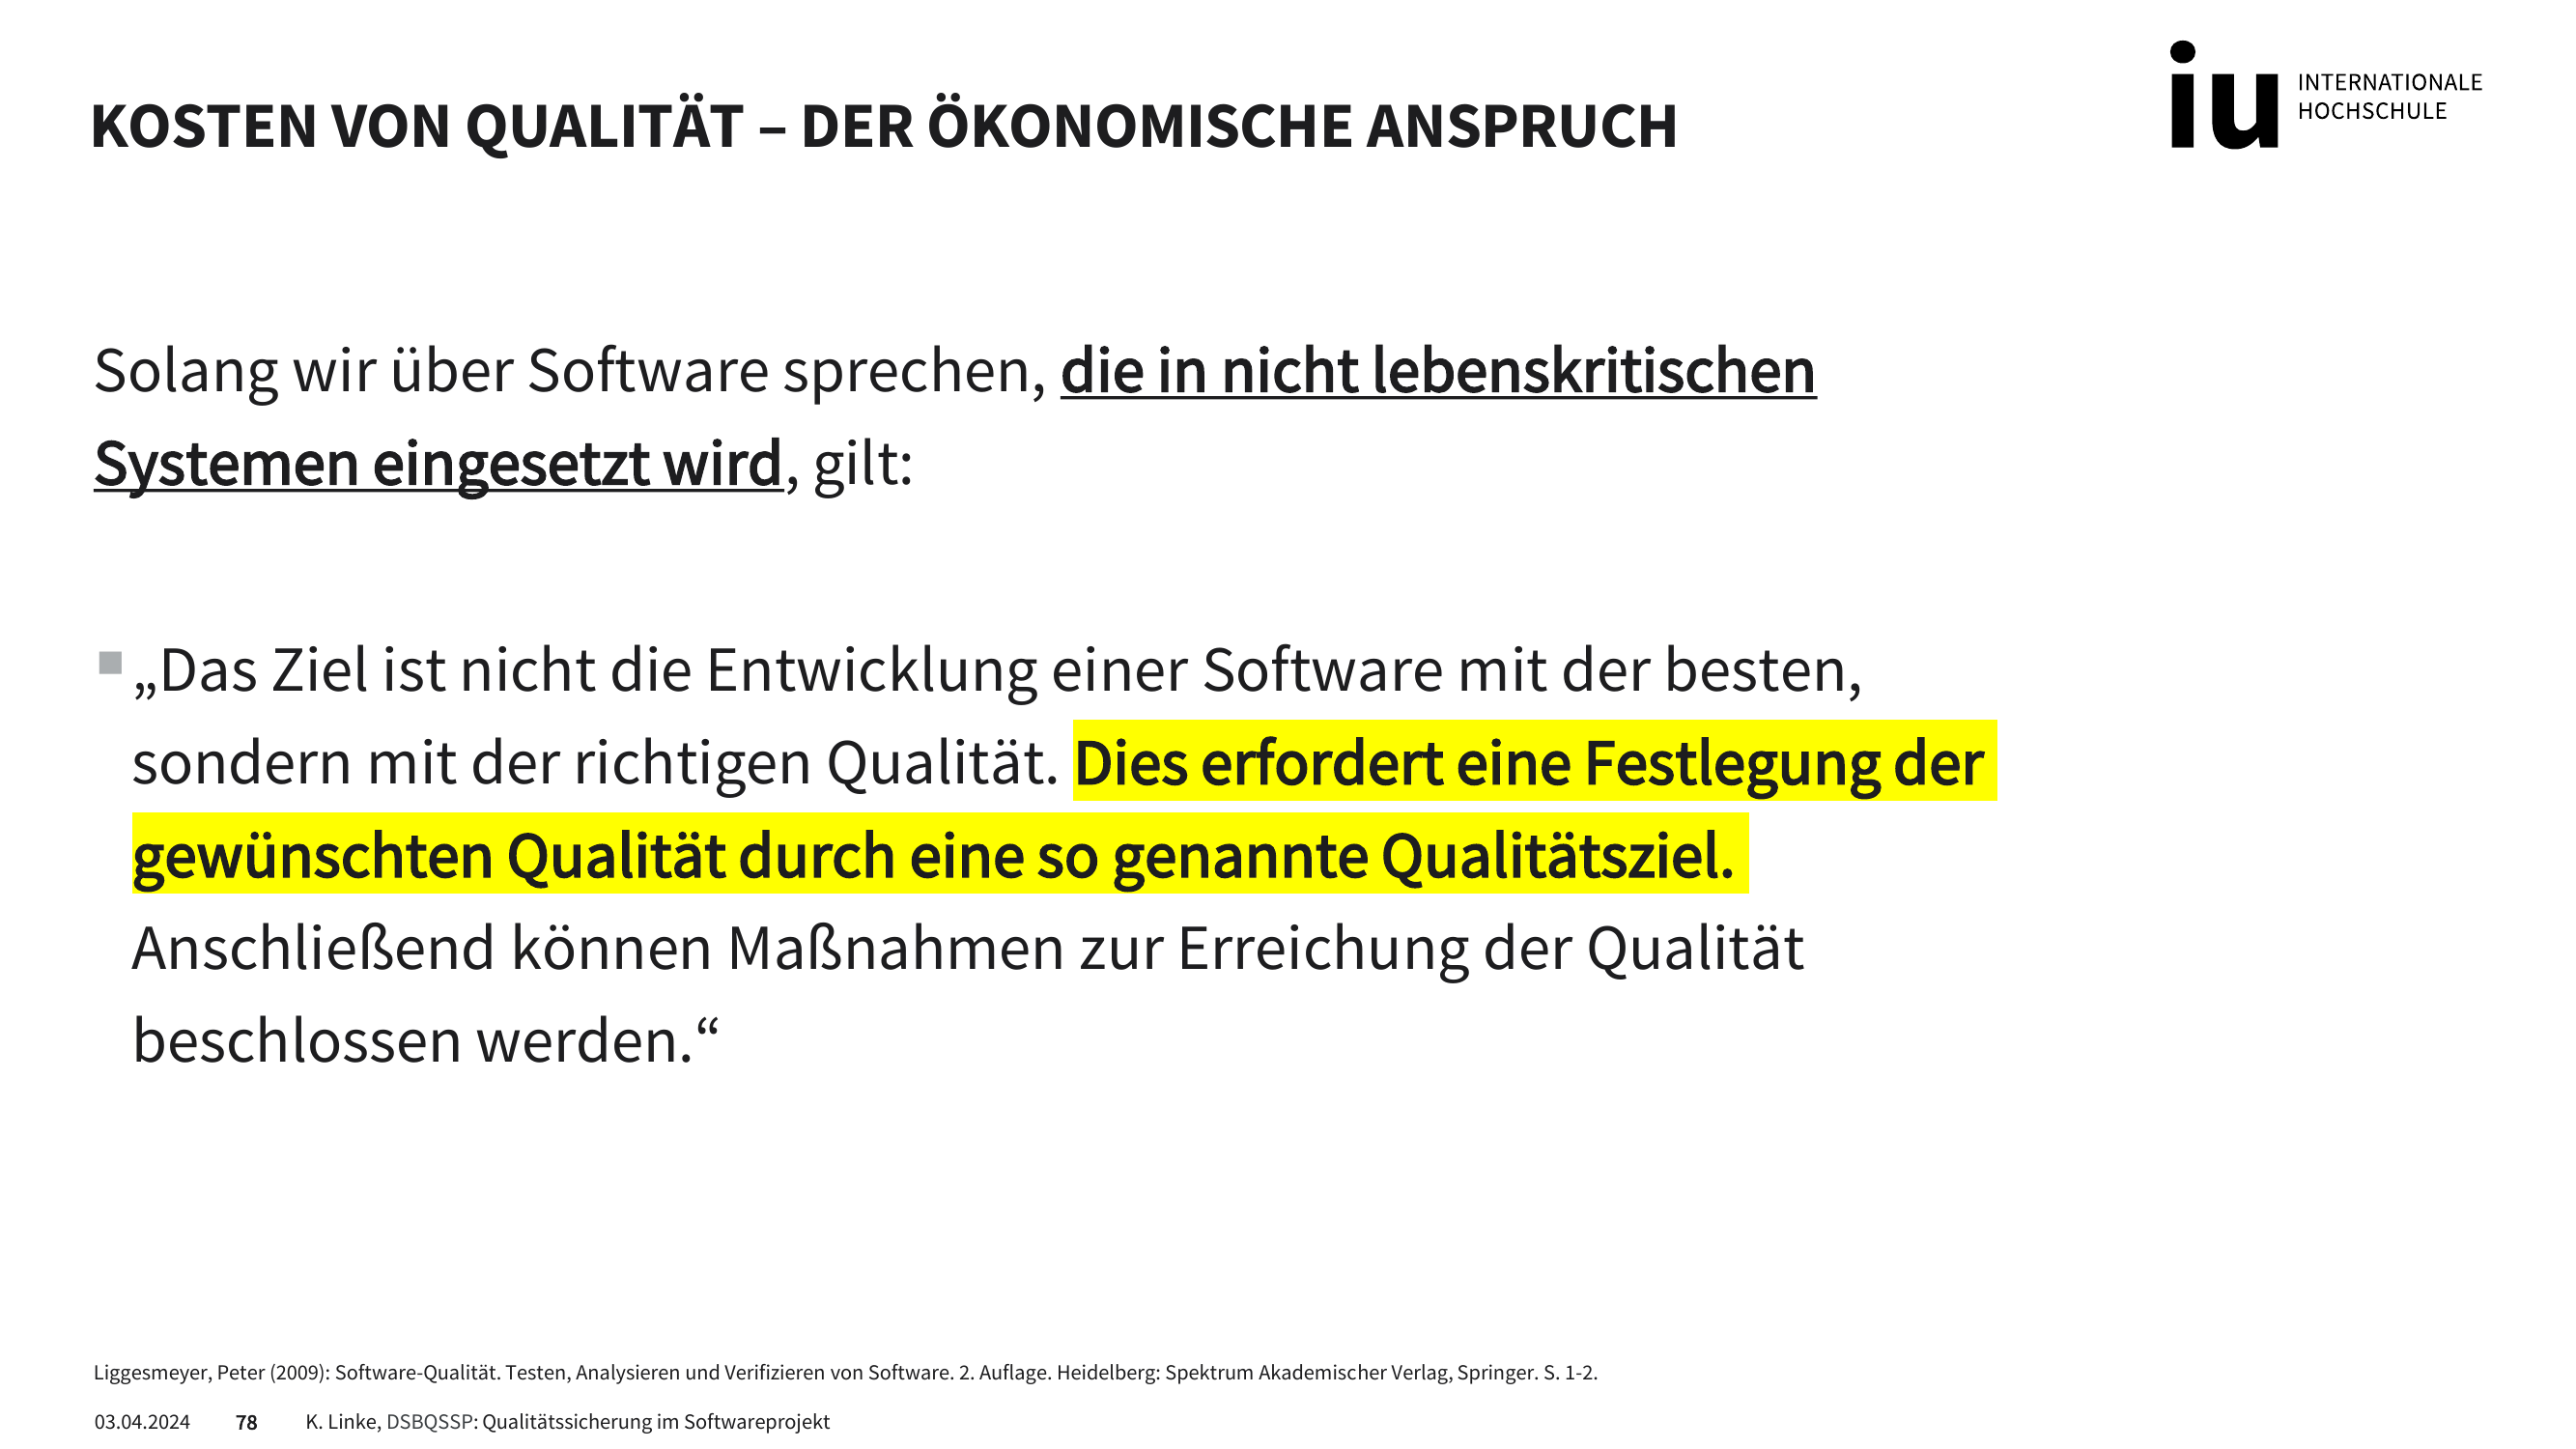 KOSTEN VON QUALITÄT – DER ÖKONOMISCHE ANSPRUCH
iu INTERNATIONALE
HOCHSCHULE
Solang wir über Software sprechen, die in nicht lebenskritischen
Systemen eingesetzt wird, gilt:
„Das Ziel ist nicht die Entwicklung einer Software mit der besten,
sondern mit der richtigen Qualität. Dies erfordert eine Festlegung der
gewünschten Qualität durch eine so genannte Qualitätsziel.
Anschließend können Maßnahmen zur Erreichung der Qualität
beschlossen werden.“
Liggesmeyer, Peter (2009): Software-Qualität. Testen, Analysieren und Verifizieren von Software. 2. Auflage. Heidelberg: Spektrum Akademischer Verlag, Springer. S. 1-2.
03.04.2024 78 K. Linke, DSBQSSP: Qualitätssicherung im Softwareprojekt